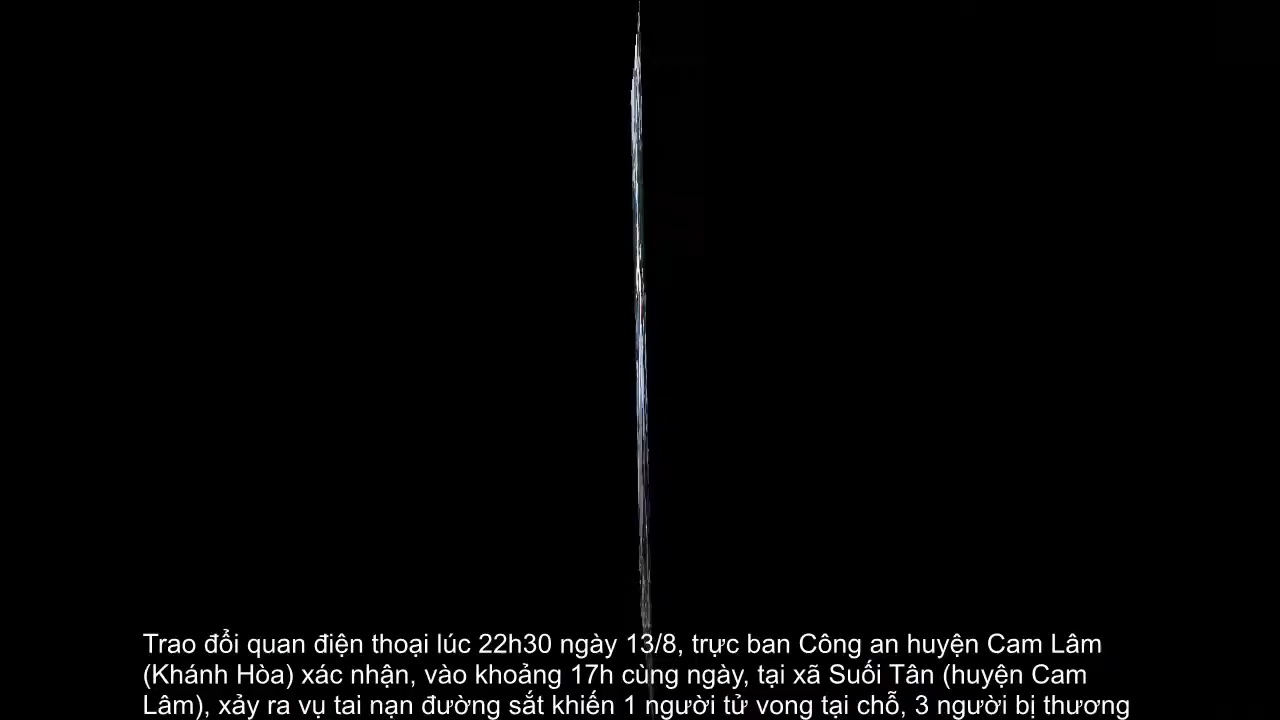 Trao đổi quan điện thoại lúc 22h30 ngày 13/8, trực ban Công an huyện Cam Lâm
(Khánh Hòa) xác nhận, vào khoảng 17h cùng ngày, tại xã Suối Tân (huyện Cam
Lâm), xảy ra vụ tai nạn đường sắt khiến 1 người tử vong tại chỗ, 3 người bị thương